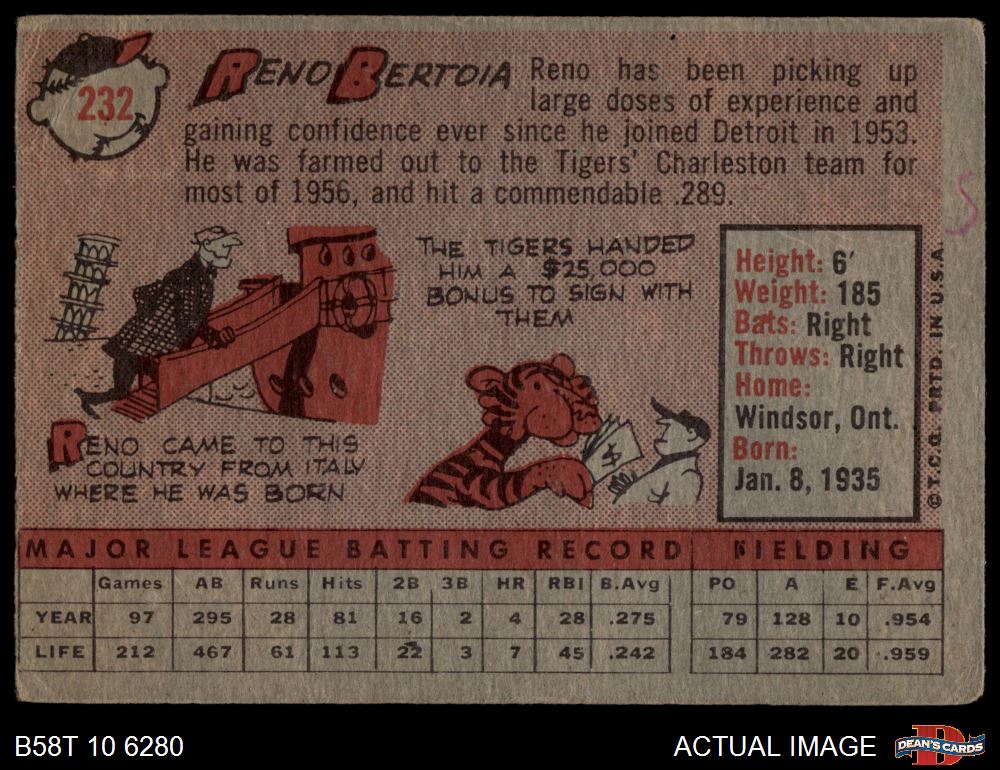 232
RENO BERTOIA
Reno has been picking up
large doses of experience and
gaining confidence ever since he joined Detroit in 1953.
He was farmed out to the Tigers' Charleston team for
most of 1956, and hit a commendable .289.
THE TIGERS HANDED
HIM A $25,000
BONUS TO SIGN WITH
THEM
$
RENO CAME TO THIS
COUNTRY FROM ITALY
WHERE HE WAS BORN
Height: 6'
Weight: 185
Bats: Right
Throws: Right
Home:
Windsor, Ont.
Born:
Jan. 8, 1935
©T.C.G. PRTD. IN U.S.A.
S
MAJOR LEAGUE BATTING RECORD FIELDING
Games AB Runs Hits 2B 3B HR RBI B.Avg PO A E F.Avg
YEAR 97 295 28 81 16 2 4 28 .275 79 128 10 .954
LIFE 212 467 61 113 22 3 7 45 .242 184 282 20 .959
B58T 10 6280
ACTUAL IMAGE
D
DEAN'S CARDS